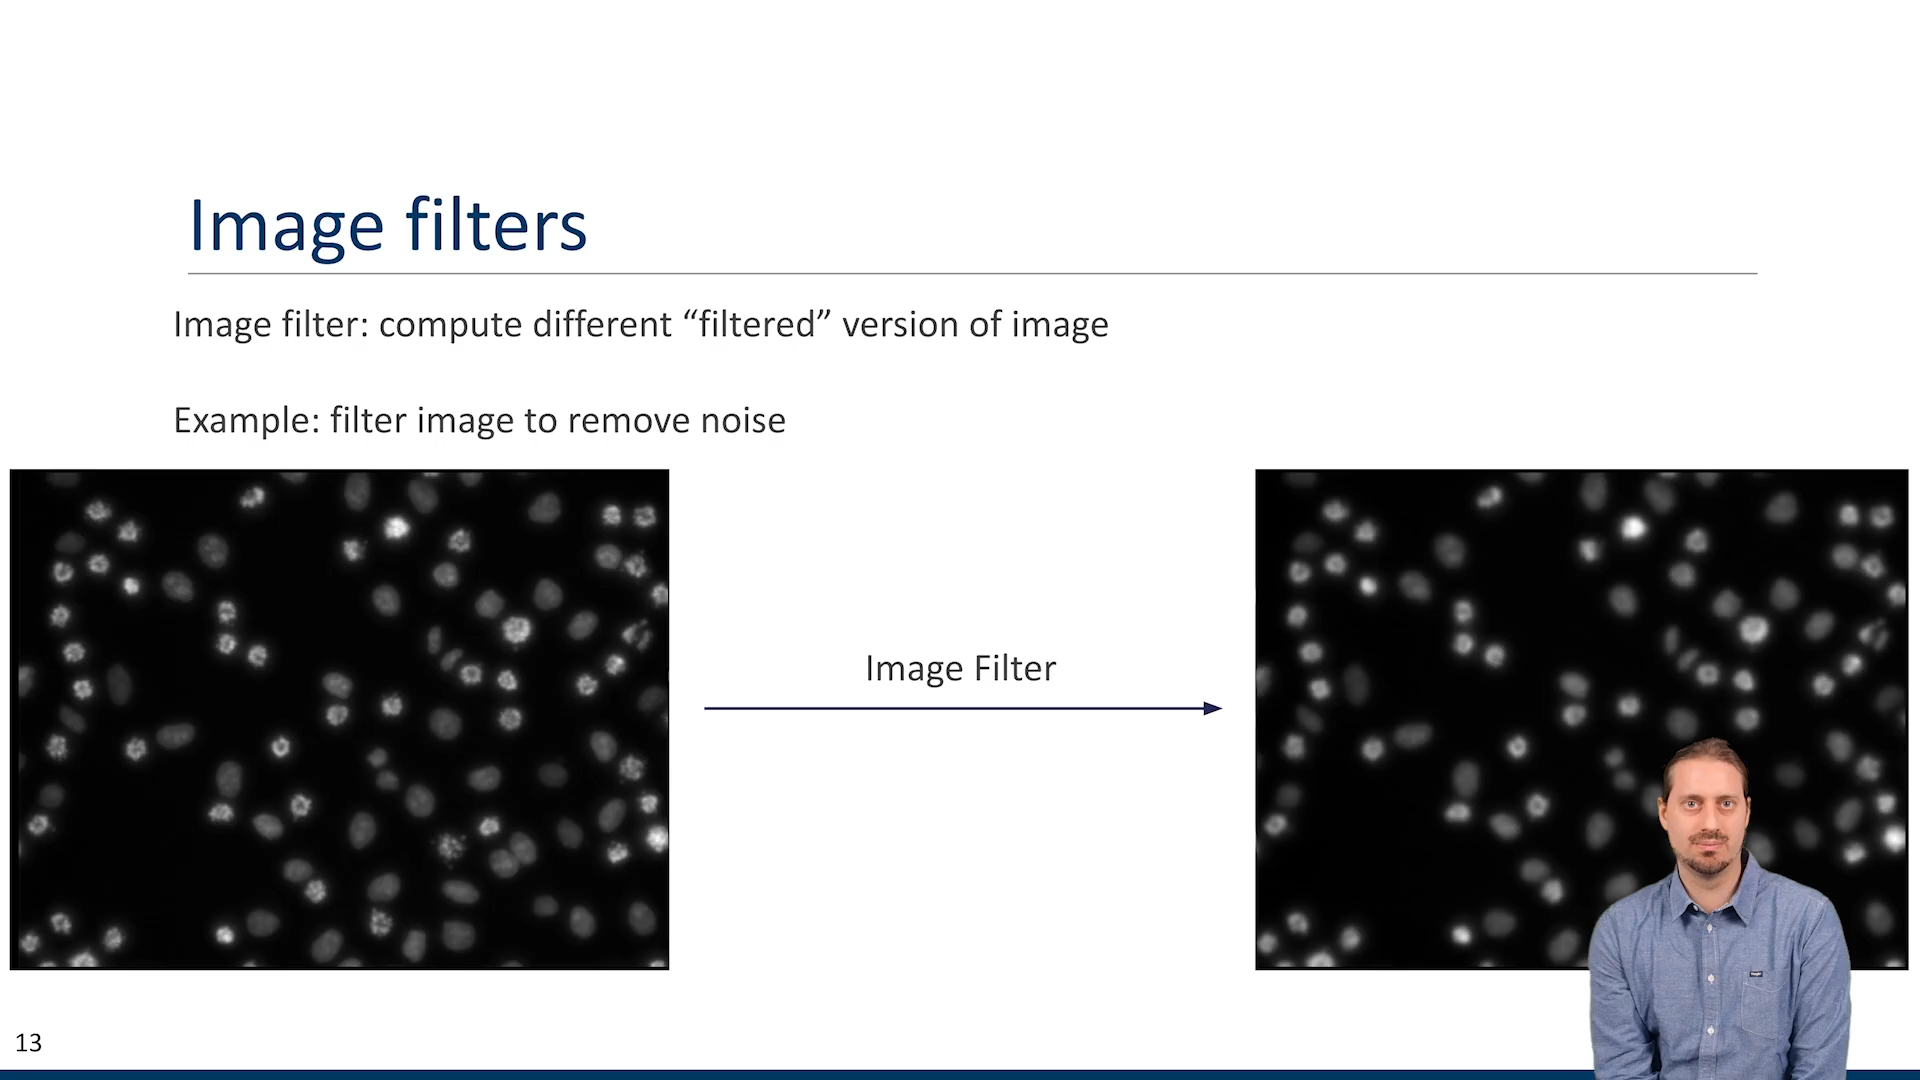 Image filters
Image filter: compute different “filtered” version of image
Example: filter image to remove noise
Image Filter
13